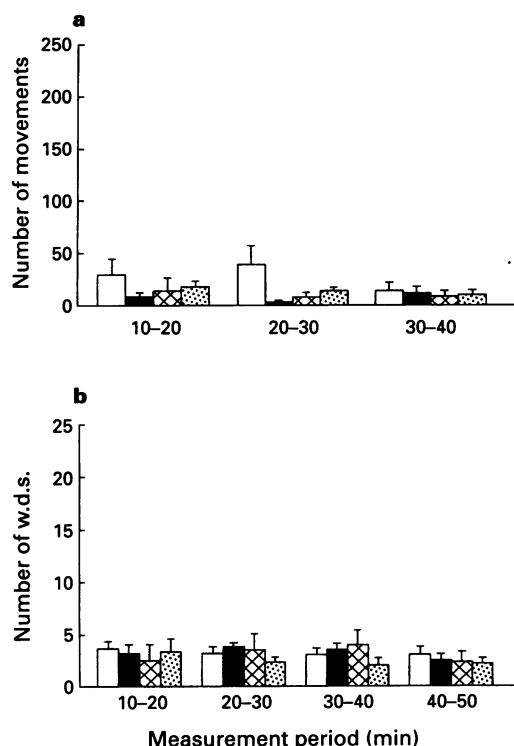 a
250
200
150
100
50
0
Number of movements
10–20 20–30 30–40
b
25
20
15
10
5
0
Number of w.d.s.
10–20 20–30 30–40 40–50
Measurement period (min)